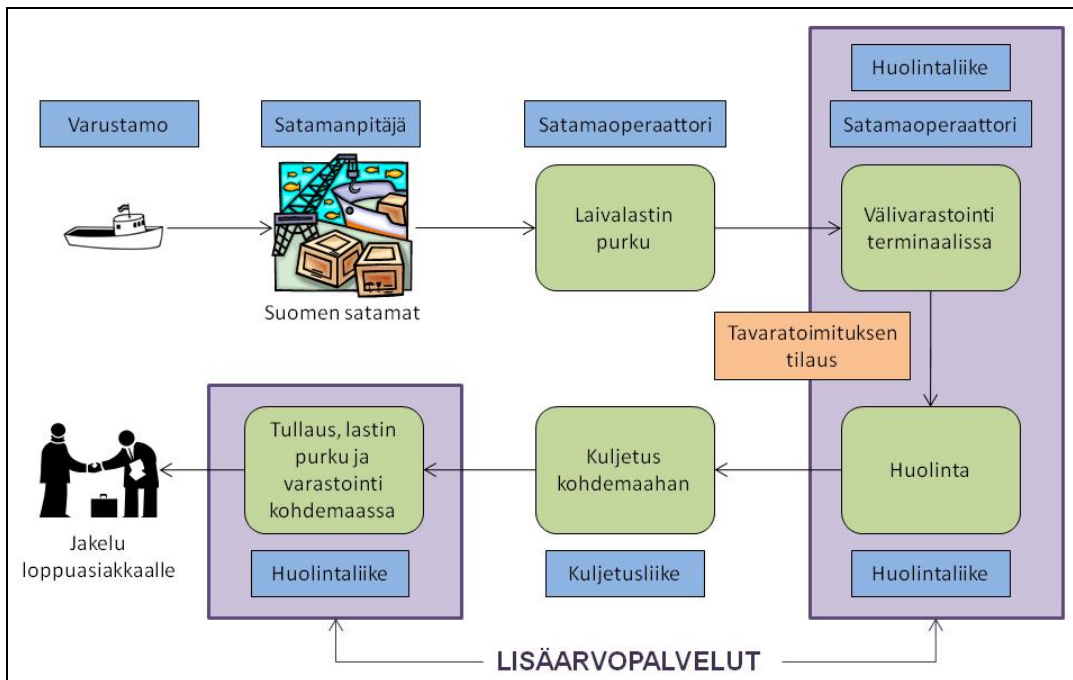 Huolintaliike
Varustamo
Satamanpitäjä
Satamaoperaattori
Satamaoperaattori
Laivalastin
purku
Välivarastointi
terminaalissa
Suomen satamat
Tavaratoimituksen
tilaus
Tullaus, lastin
purku ja
varastointi
kohdemaassa
Kuljetus
kohdemaahan
Huolinta
Jakelu
loppuasiakkaalle
Huolintaliike
Kuljetusliike
Huolintaliike
LISÄARVOPALVELUT